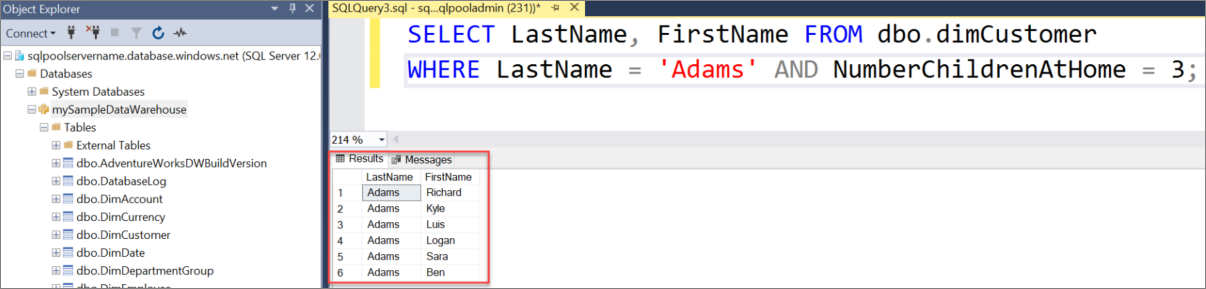 Object Explorer
Connect
sqlpoolservername.database.windows.net (SQL Server 12.
Databases
System Databases
mySampleDataWarehouse
Tables
External Tables
dbo.AdventureWorksDWBuildVersion
dbo.DatabaseLog
dbo.DimAccount
dbo.DimCurrency
dbo.DimCustomer
dbo.DimDate
dbo.DimDepartmentGroup
dbo.DimEmployee
SQLQuery3.sql - sq...qlpooladmin (231))*
SELECT LastName, FirstName FROM dbo.dimCustomer
WHERE LastName = 'Adams' AND NumberChildrenAtHome = 3;
214 %
Results Messages
LastName FirstName
1 Adams Richard
2 Adams Kyle
3 Adams Luis
4 Adams Logan
5 Adams Sara
6 Adams Ben